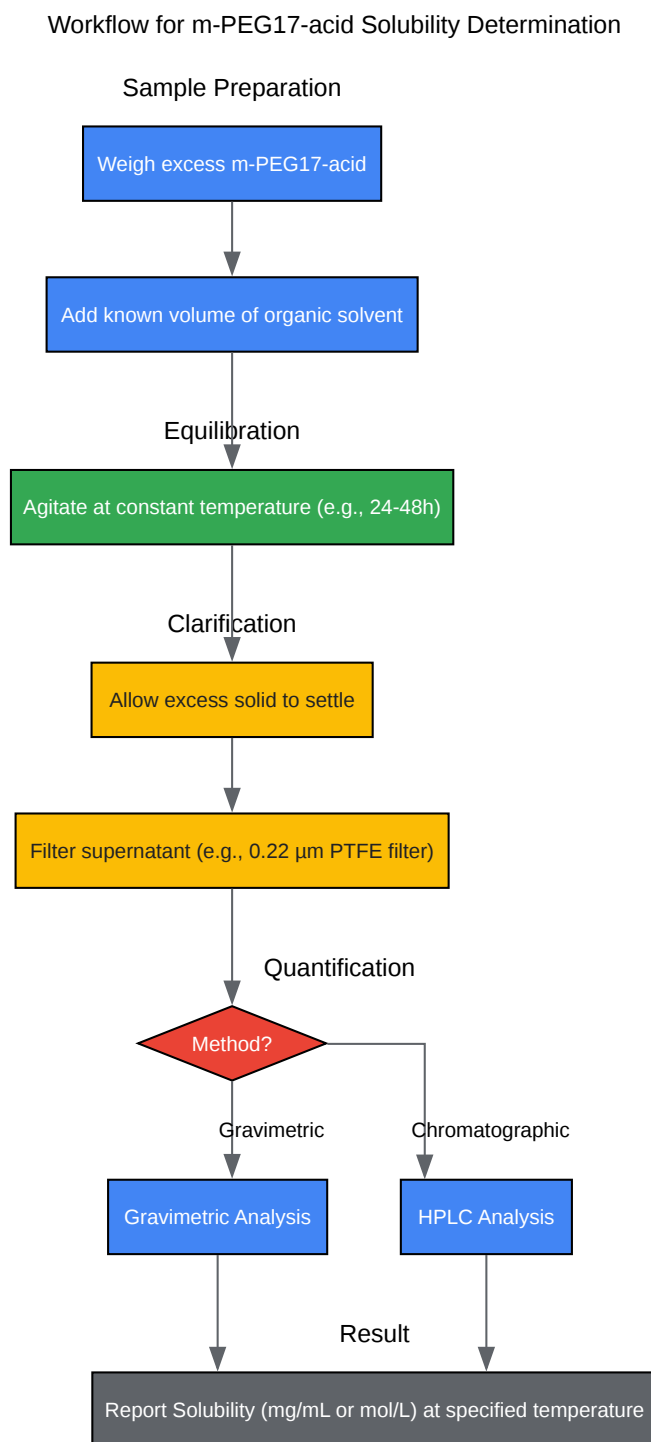 Workflow for m-PEG17-acid Solubility Determination
Sample Preparation
Weigh excess m-PEG17-acid
Add known volume of organic solvent
Equilibration
Agitate at constant temperature (e.g., 24-48h)
Clarification
Allow excess solid to settle
Filter supernatant (e.g., 0.22 µm PTFE filter)
Quantification
Method?
Gravimetric
Chromatographic
Gravimetric Analysis
HPLC Analysis
Result
Report Solubility (mg/mL or mol/L) at specified temperature